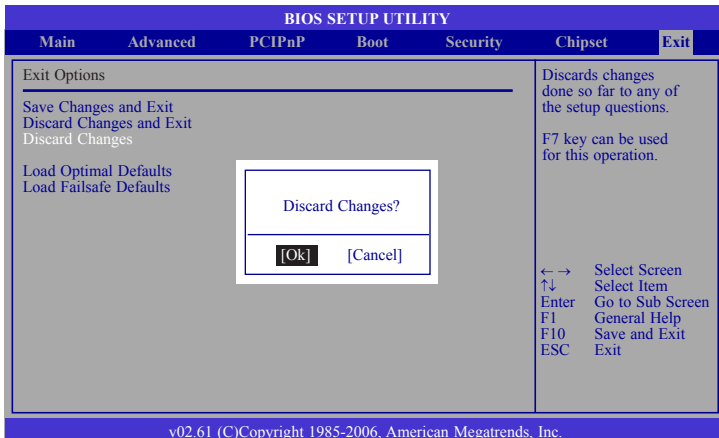 BIOS SETUP UTILITY
Main Advanced PCIPnP Boot Security Chipset Exit
Exit Options
Save Changes and Exit
Discard Changes and Exit
Discard Changes
Load Optimal Defaults
Load Failsafe Defaults
Discard Changes?
[Ok] [Cancel]
Discards changes
done so far to any of
the setup questions.
F7 key can be used
for this operation.
←→ Select Screen
↑↓ Select Item
Enter Go to Sub Screen
F1 General Help
F10 Save and Exit
ESC Exit
v02.61 (C)Copyright 1985-2006, American Megatrends, Inc.